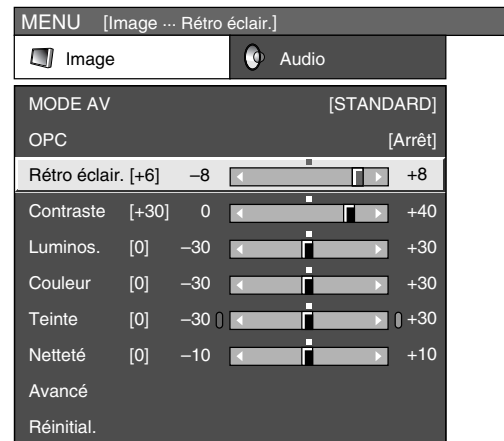 MENU [Image ··· Rétro éclair.]
Image Audio
MODE AV [STANDARD]
OPC [Arrêt]
Rétro éclair. [+6] –8 +8
Contraste [+30] 0 +40
Luminos. [0] –30 +30
Couleur [0] –30 +30
Teinte [0] –30 +30
Netteté [0] –10 +10
Avancé
Réinitial.